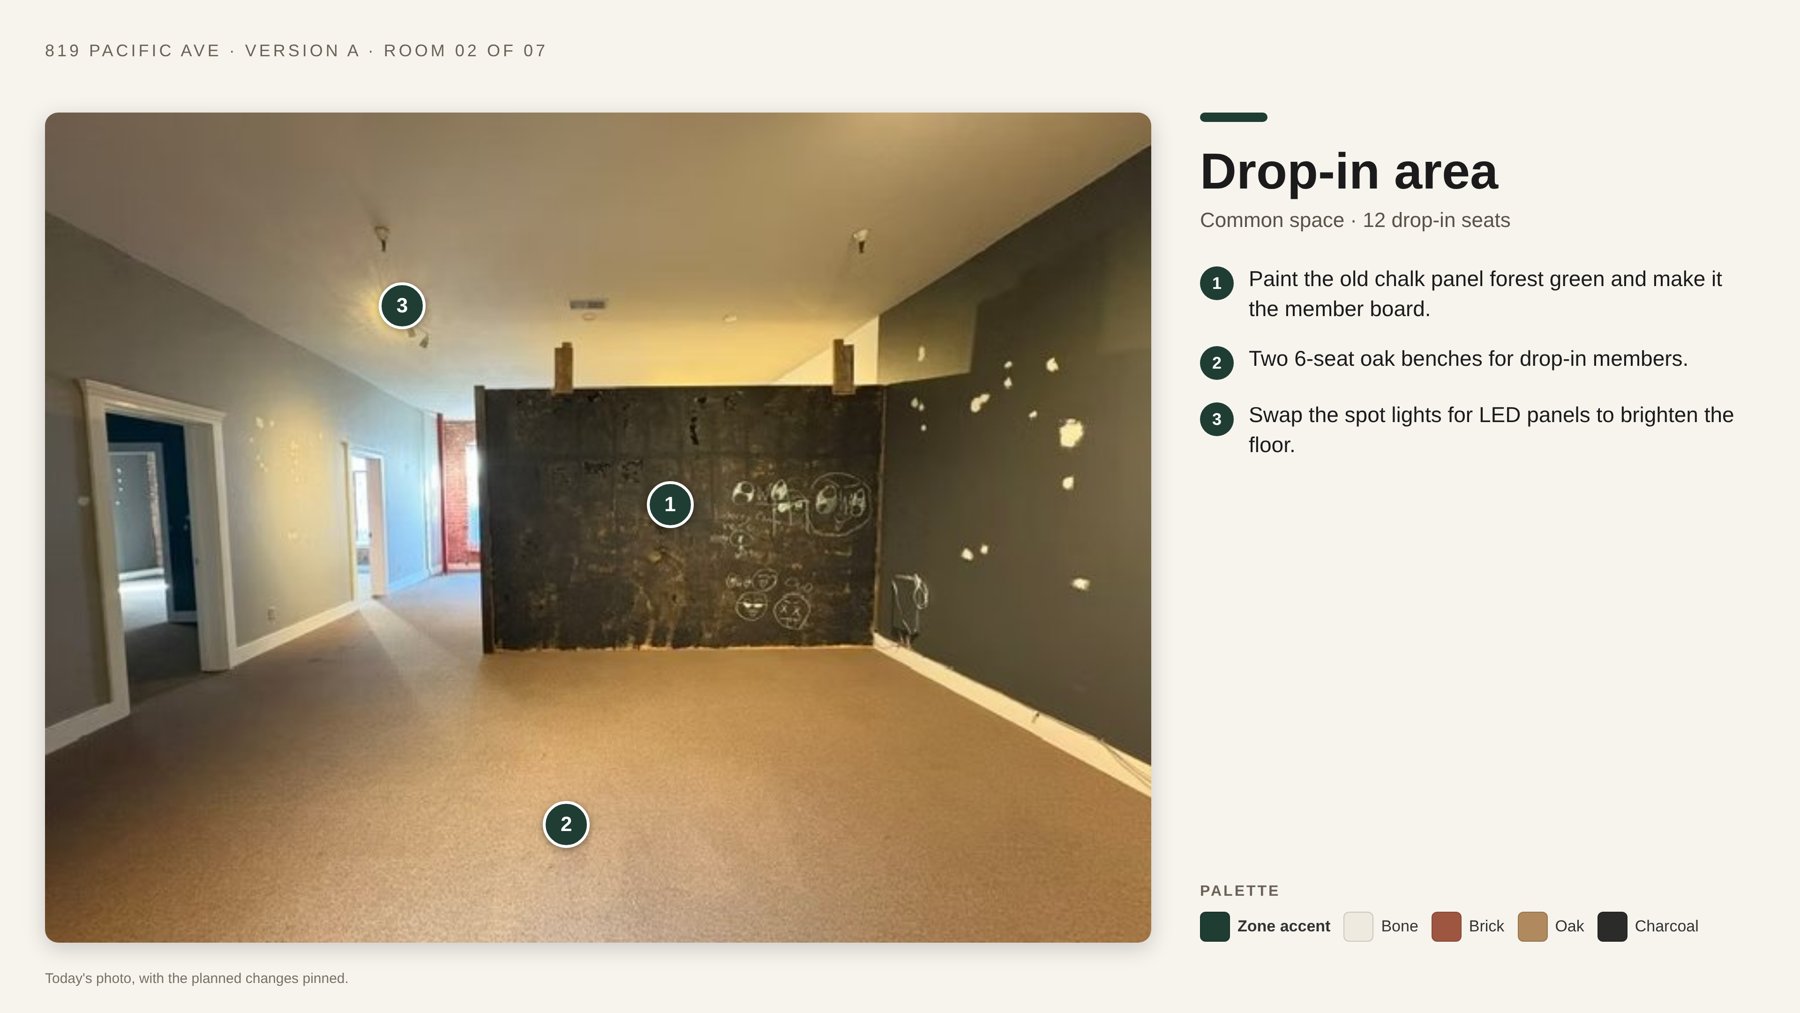 819 PACIFIC AVE · VERSION A · ROOM 02 OF 07
3
1
2
Today's photo, with the planned changes pinned.
Drop-in area
Common space · 12 drop-in seats
1 Paint the old chalk panel forest green and make it
the member board.
2 Two 6-seat oak benches for drop-in members.
3 Swap the spot lights for LED panels to brighten the
floor.
PALETTE
Zone accent Bone Brick Oak Charcoal